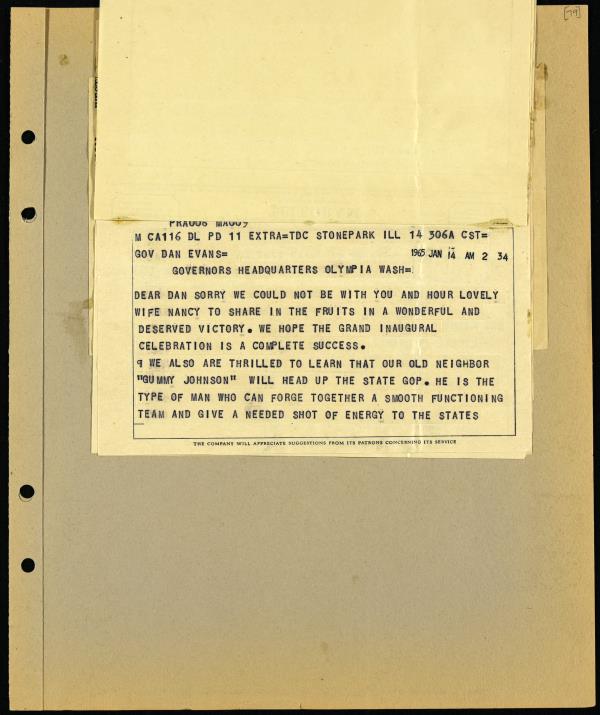 [79]
PRA008 MA009
M CA116 DL PD 11 EXTRA=TDC STONEPARK ILL 14 306A CST=
GOV DAN EVANS= 1965 JAN 14 AM 2 34
GOVERNORS HEADQUARTERS OLYMPIA WASH=
DEAR DAN SORRY WE COULD NOT BE WITH YOU AND HOUR LOVELY
WIFE NANCY TO SHARE IN THE FRUITS IN A WONDERFUL AND
DESERVED VICTORY. WE HOPE THE GRAND INAUGURAL
CELEBRATION IS A COMPLETE SUCCESS.
¶ WE ALSO ARE THRILLED TO LEARN THAT OUR OLD NEIGHBOR
"GUMMY JOHNSON" WILL HEAD UP THE STATE GOP. HE IS THE
TYPE OF MAN WHO CAN FORGE TOGETHER A SMOOTH FUNCTIONING
TEAM AND GIVE A NEEDED SHOT OF ENERGY TO THE STATES
THE COMPANY WILL APPRECIATE SUGGESTIONS FROM ITS PATRONS CONCERNING ITS SERVICE